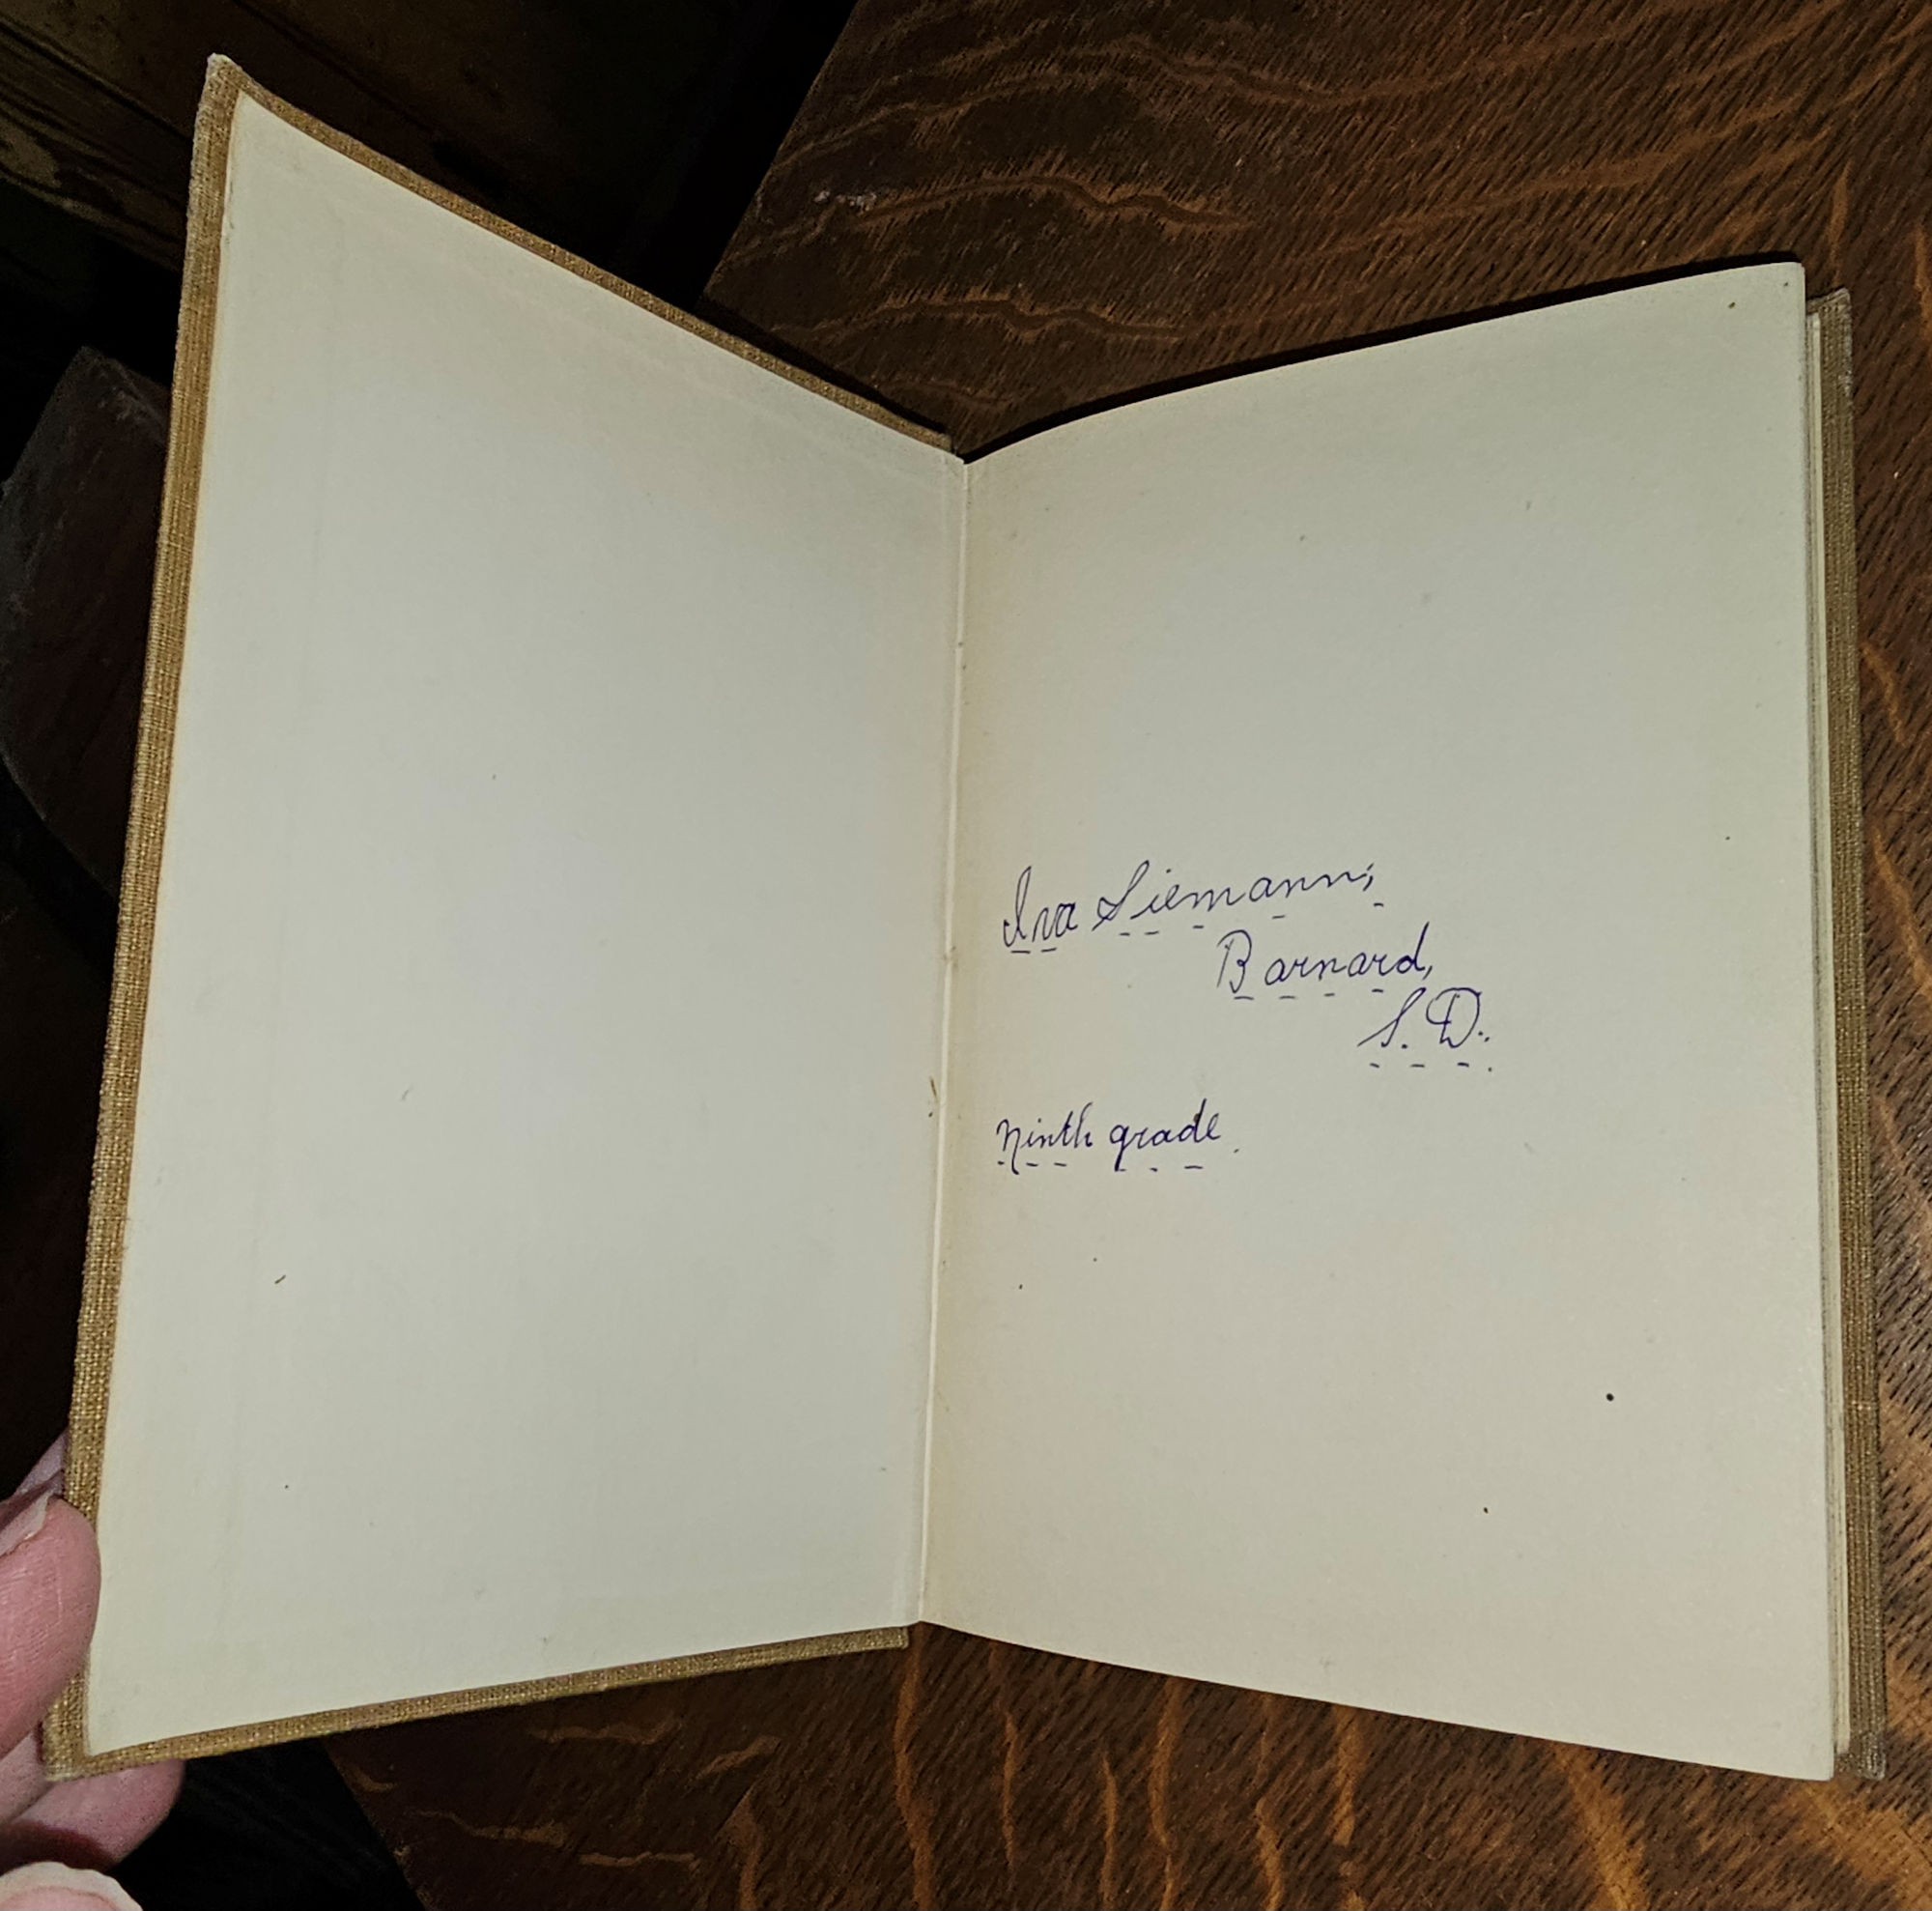 Iva Siemann,
Barnard,
S. D.
Ninth grade.